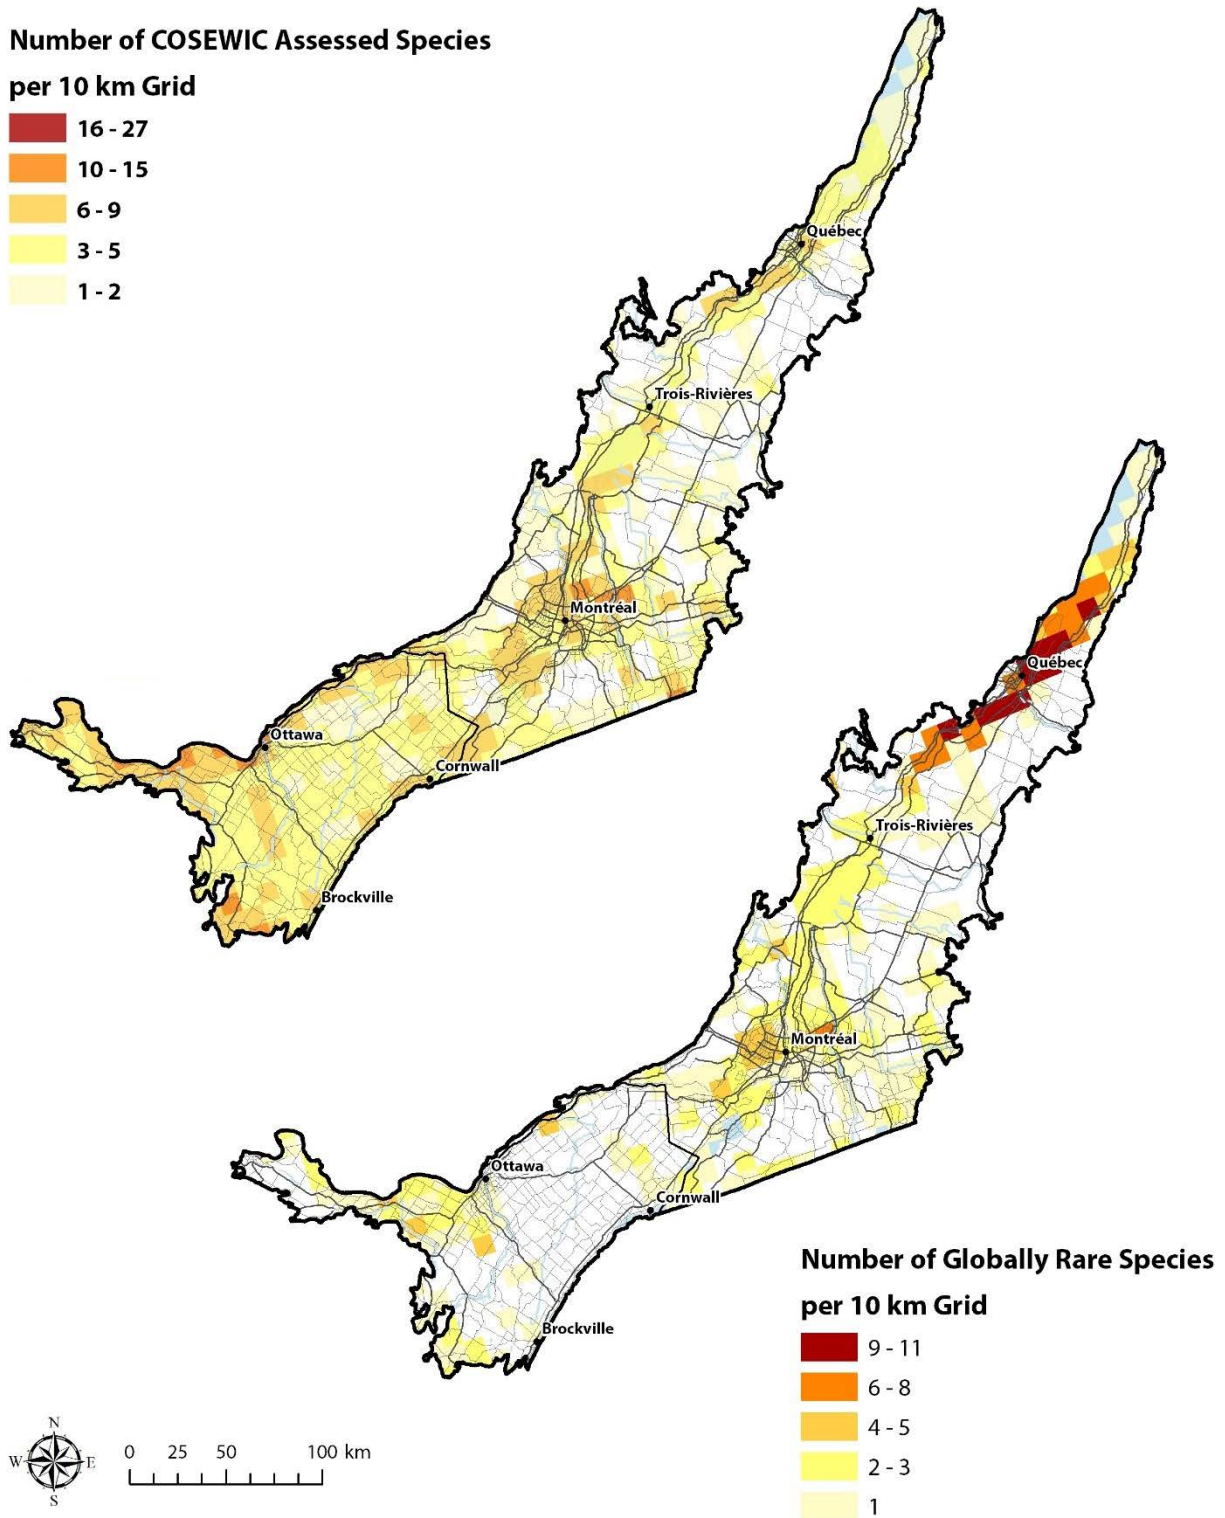 Number of COSEWIC Assessed Species
per 10 km Grid
16 - 27
10 - 15
6 - 9
3 - 5
1 - 2
Québec
Trois-Rivières
Montréal
Ottawa
Cornwall
Brockville
Québec
Trois-Rivières
Montréal
Ottawa
Cornwall
Brockville
Number of Globally Rare Species
per 10 km Grid
9 - 11
6 - 8
4 - 5
2 - 3
1
N
W E
S
0 25 50 100 km